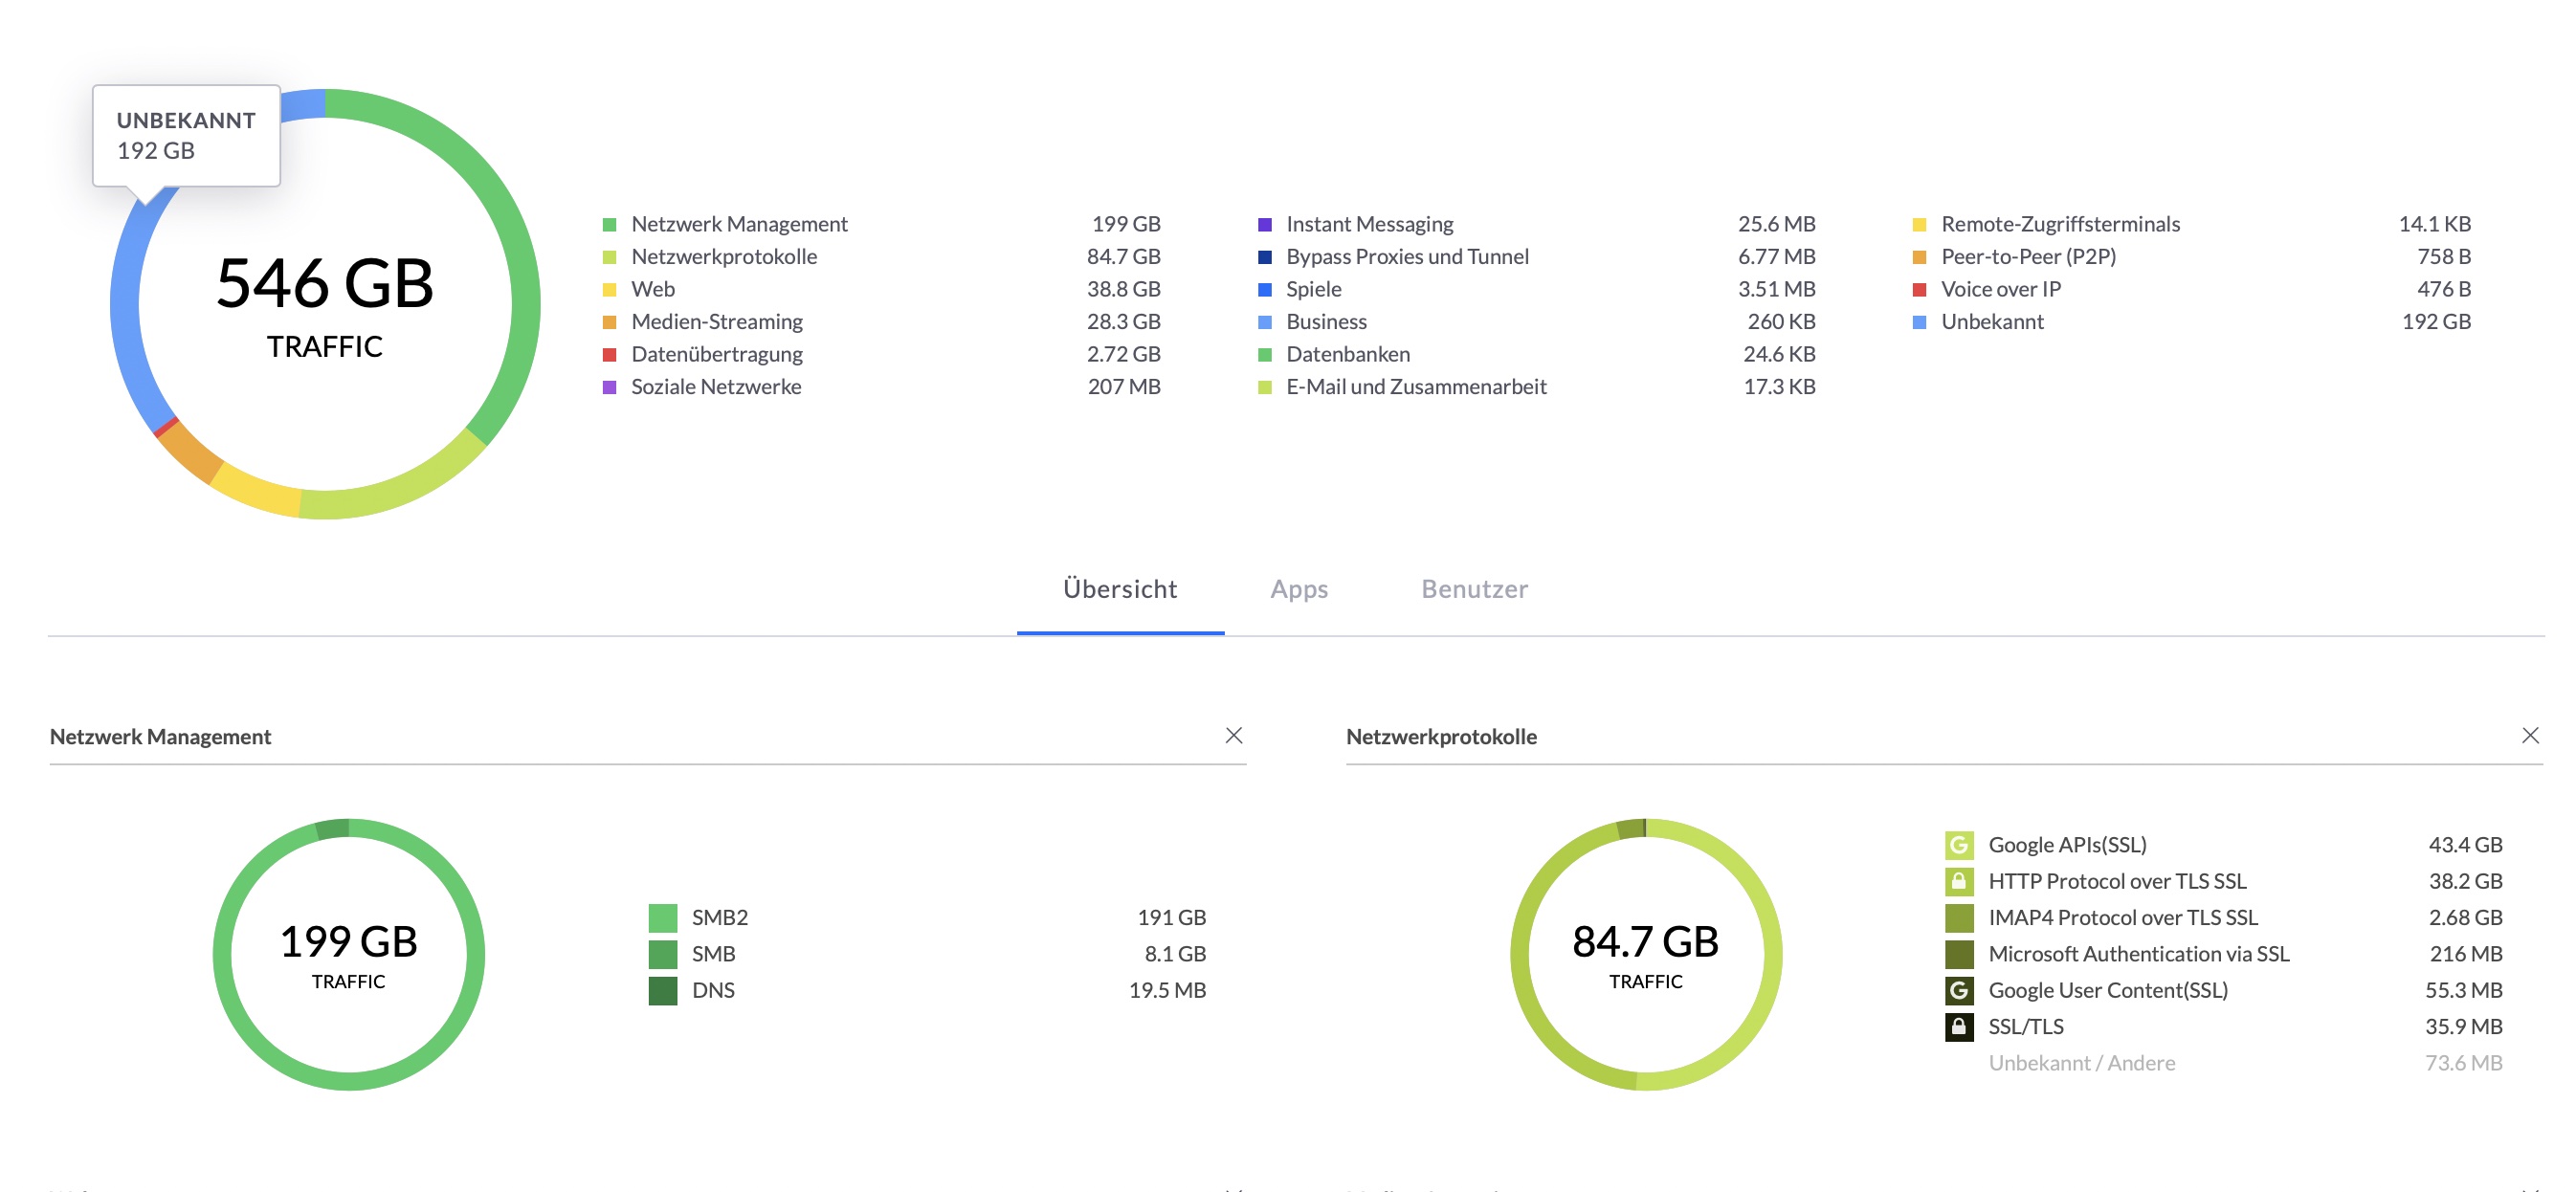 UNBEKANNT
192 GB
546 GB
TRAFFIC
Netzwerk Management 199 GB
Netzwerkprotokolle 84.7 GB
Web 38.8 GB
Medien-Streaming 28.3 GB
Datenübertragung 2.72 GB
Soziale Netzwerke 207 MB
Instant Messaging 25.6 MB
Bypass Proxies und Tunnel 6.77 MB
Spiele 3.51 MB
Business 260 KB
Datenbanken 24.6 KB
E-Mail und Zusammenarbeit 17.3 KB
Remote-Zugriffsterminals 14.1 KB
Peer-to-Peer (P2P) 758 B
Voice over IP 476 B
Unbekannt 192 GB
Übersicht Apps Benutzer
Netzwerk Management
199 GB
TRAFFIC
SMB2 191 GB
SMB 8.1 GB
DNS 19.5 MB
Netzwerkprotokolle
84.7 GB
TRAFFIC
Google APIs(SSL) 43.4 GB
HTTP Protocol over TLS SSL 38.2 GB
IMAP4 Protocol over TLS SSL 2.68 GB
Microsoft Authentication via SSL 216 MB
Google User Content(SSL) 55.3 MB
SSL/TLS 35.9 MB
Unbekannt / Andere 73.6 MB